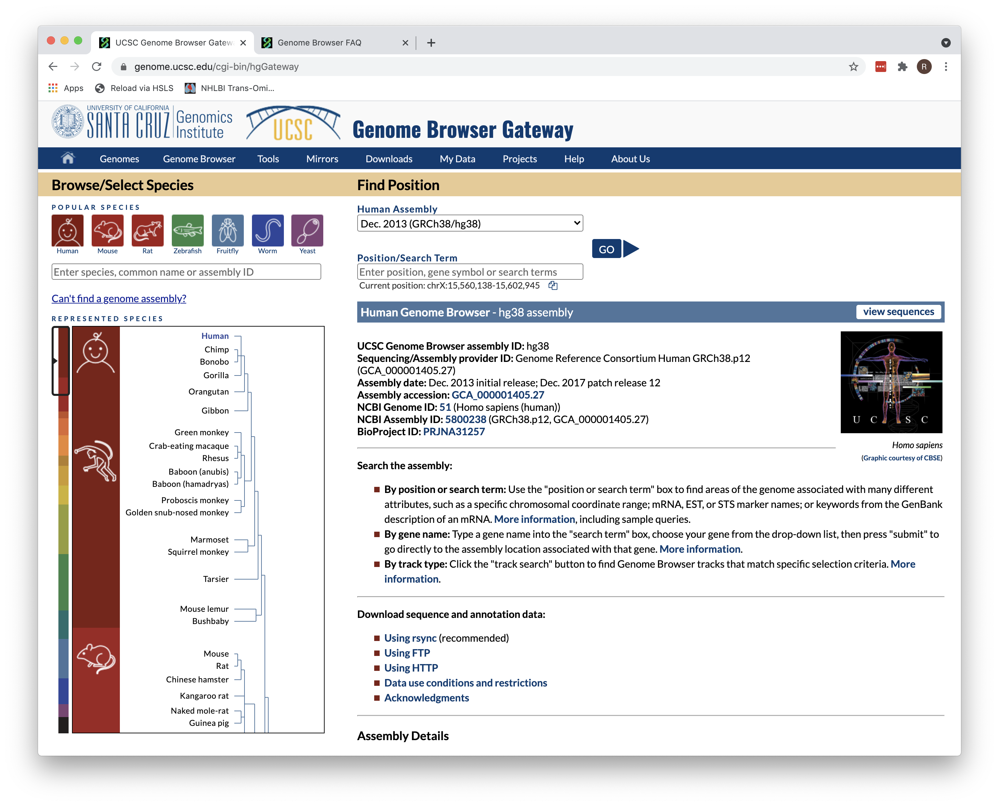 UCSC Genome Browser Gatew
Genome Browser FAQ
genome.ucsc.edu/cgi-bin/hgGateway
R
Apps
Reload via HSLS
NHLBI Trans-Omi...
UNIVERSITY OF CALIFORNIA
SANTA CRUZ
Genomics
Institute
UCSC
Genome Browser Gateway
Genomes
Genome Browser
Tools
Mirrors
Downloads
My Data
Projects
Help
About Us
Browse/Select Species
POPULAR SPECIES
Human
Mouse
Rat
Zebrafish
Fruitfly
Worm
Yeast
Enter species, common name or assembly ID
Can't find a genome assembly?
REPRESENTED SPECIES
Human
Chimp
Bonobo
Gorilla
Orangutan
Gibbon
Green monkey
Crab-eating macaque
Rhesus
Baboon (anubis)
Baboon (hamadryas)
Proboscis monkey
Golden snub-nosed monkey
Marmoset
Squirrel monkey
Tarsier
Mouse lemur
Bushbaby
Mouse
Rat
Chinese hamster
Kangaroo rat
Naked mole-rat
Guinea pig
Find Position
Human Assembly
Dec. 2013 (GRCh38/hg38)
GO
Position/Search Term
Enter position, gene symbol or search terms
Current position: chrX:15,560,138-15,602,945
Human Genome Browser - hg38 assembly
view sequences
UCSC Genome Browser assembly ID: hg38
Sequencing/Assembly provider ID: Genome Reference Consortium Human GRCh38.p12
(GCA_000001405.27)
Assembly date: Dec. 2013 initial release; Dec. 2017 patch release 12
Assembly accession: GCA_000001405.27
NCBI Genome ID: 51 (Homo sapiens (human))
NCBI Assembly ID: 5800238 (GRCh38.p12, GCA_000001405.27)
BioProject ID: PRJNA31257
U C S C
Homo sapiens
(Graphic courtesy of CBSE)
Search the assembly:
By position or search term: Use the "position or search term" box to find areas of the genome associated with many different
attributes, such as a specific chromosomal coordinate range; mRNA, EST, or STS marker names; or keywords from the GenBank
description of an mRNA. More information, including sample queries.
By gene name: Type a gene name into the "search term" box, choose your gene from the drop-down list, then press "submit" to
go directly to the assembly location associated with that gene. More information.
By track type: Click the "track search" button to find Genome Browser tracks that match specific selection criteria. More
information.
Download sequence and annotation data:
Using rsync (recommended)
Using FTP
Using HTTP
Data use conditions and restrictions
Acknowledgments
Assembly Details